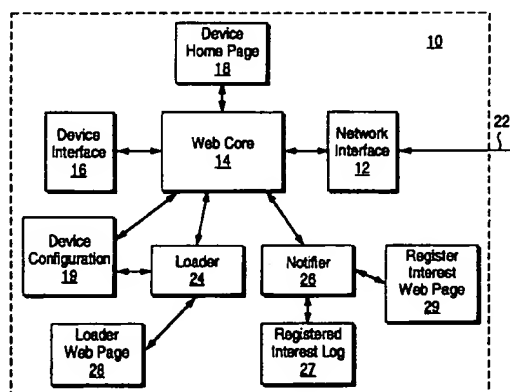 Device
Home Page
18
10
22
Device
Interface
16
Web Core
14
Network
Interface
12
Device
Configuration
19
Loader
24
Notifier
26
Register
Interest Web Page
29
Loader
Web Page
28
Registered
Interest Log
27